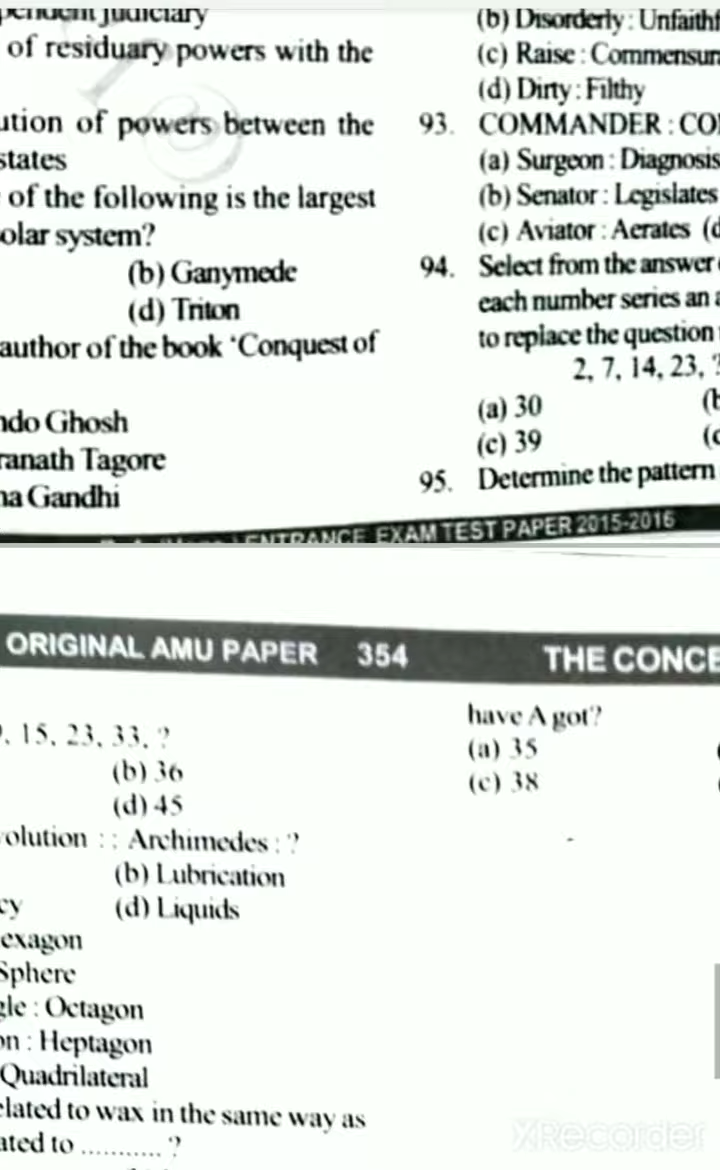 judiciary
of residuary powers with the
ution of powers between the
states
of the following is the largest
olar system?
(b) Ganymede
(d) Triton
author of the book 'Conquest of
ndo Ghosh
ranath Tagore
na Gandhi
(b) Disorderly : Unfaithf
(c) Raise : Commensur
(d) Dirty : Filthy
93. COMMANDER : CO
(a) Surgeon : Diagnosis
(b) Senator : Legislates
(c) Aviator : Aerates (d
94. Select from the answer
each number series an a
to replace the question
2, 7, 14, 23, ?
(a) 30 (b
(c) 39 (d
95. Determine the pattern
ENTRANCE EXAM TEST PAPER 2015-2016
ORIGINAL AMU PAPER 354 THE CONCE
9, 15, 23, 33, ?
(b) 36
(d) 45
volution : : Archimedes : ?
(b) Lubrication
cy (d) Liquids
exagon
Sphere
gle : Octagon
on : Heptagon
Quadrilateral
elated to wax in the same way as
ated to ........... ?
have A got?
(a) 35
(c) 38
XRecorder